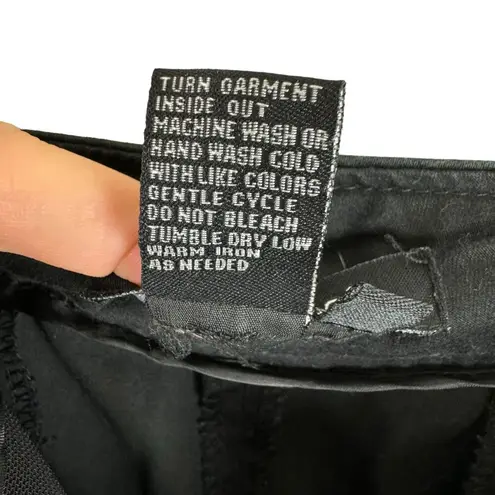 TURN GARMENT
INSIDE OUT
MACHINE WASH OR
HAND WASH COLD
WITH LIKE COLORS
GENTLE CYCLE
DO NOT BLEACH
TUMBLE DRY LOW
WARM IRON
AS NEEDED